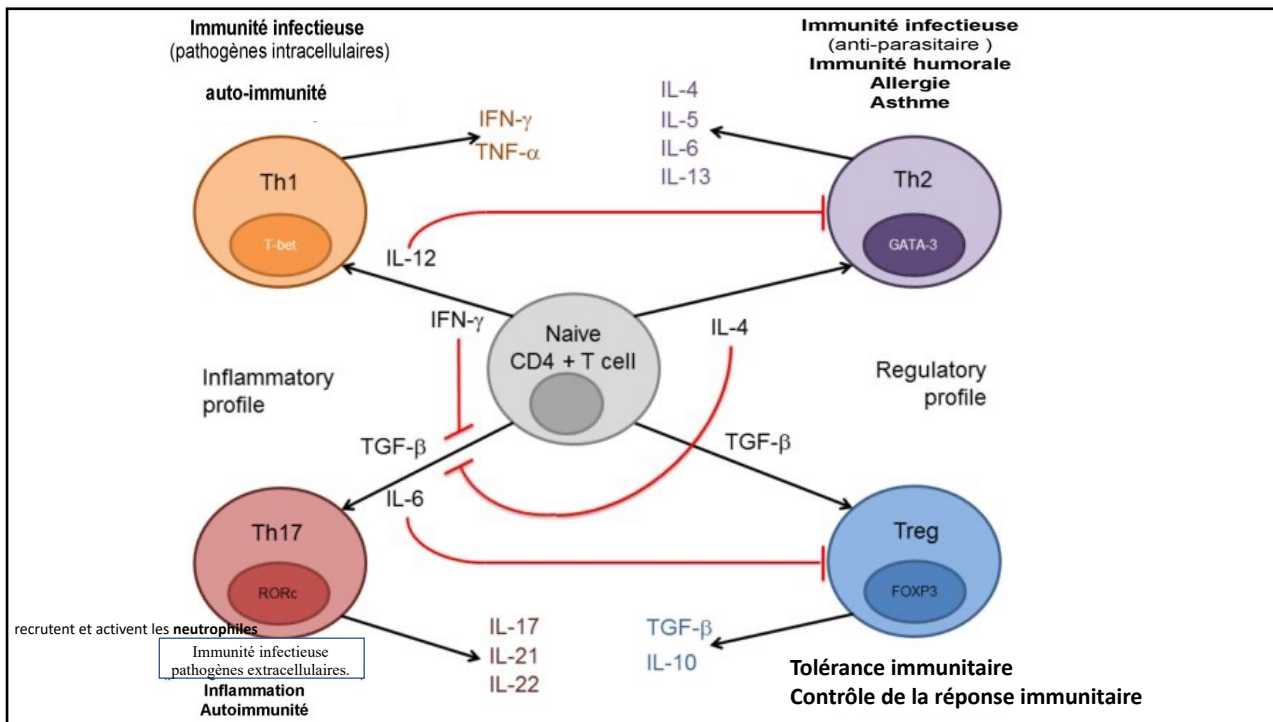 Immunité infectieuse
(pathogènes intracellulaires)
auto-immunité
Immunité infectieuse
(anti-parasitaire )
Immunité humorale
Allergie
Asthme
IFN-γ
TNF-α
IL-4
IL-5
IL-6
IL-13
Th1
T-bet
Th2
GATA-3
IL-12
IFN-γ
Naive
CD4 + T cell
IL-4
Inflammatory
profile
Regulatory
profile
TGF-β
IL-6
TGF-β
Th17
RORc
Treg
FOXP3
recrutent et activent les neutrophiles
Immunité infectieuse
pathogènes extracellulaires.
Inflammation
Autoimmunité
IL-17
IL-21
IL-22
TGF-β
IL-10
Tolérance immunitaire
Contrôle de la réponse immunitaire